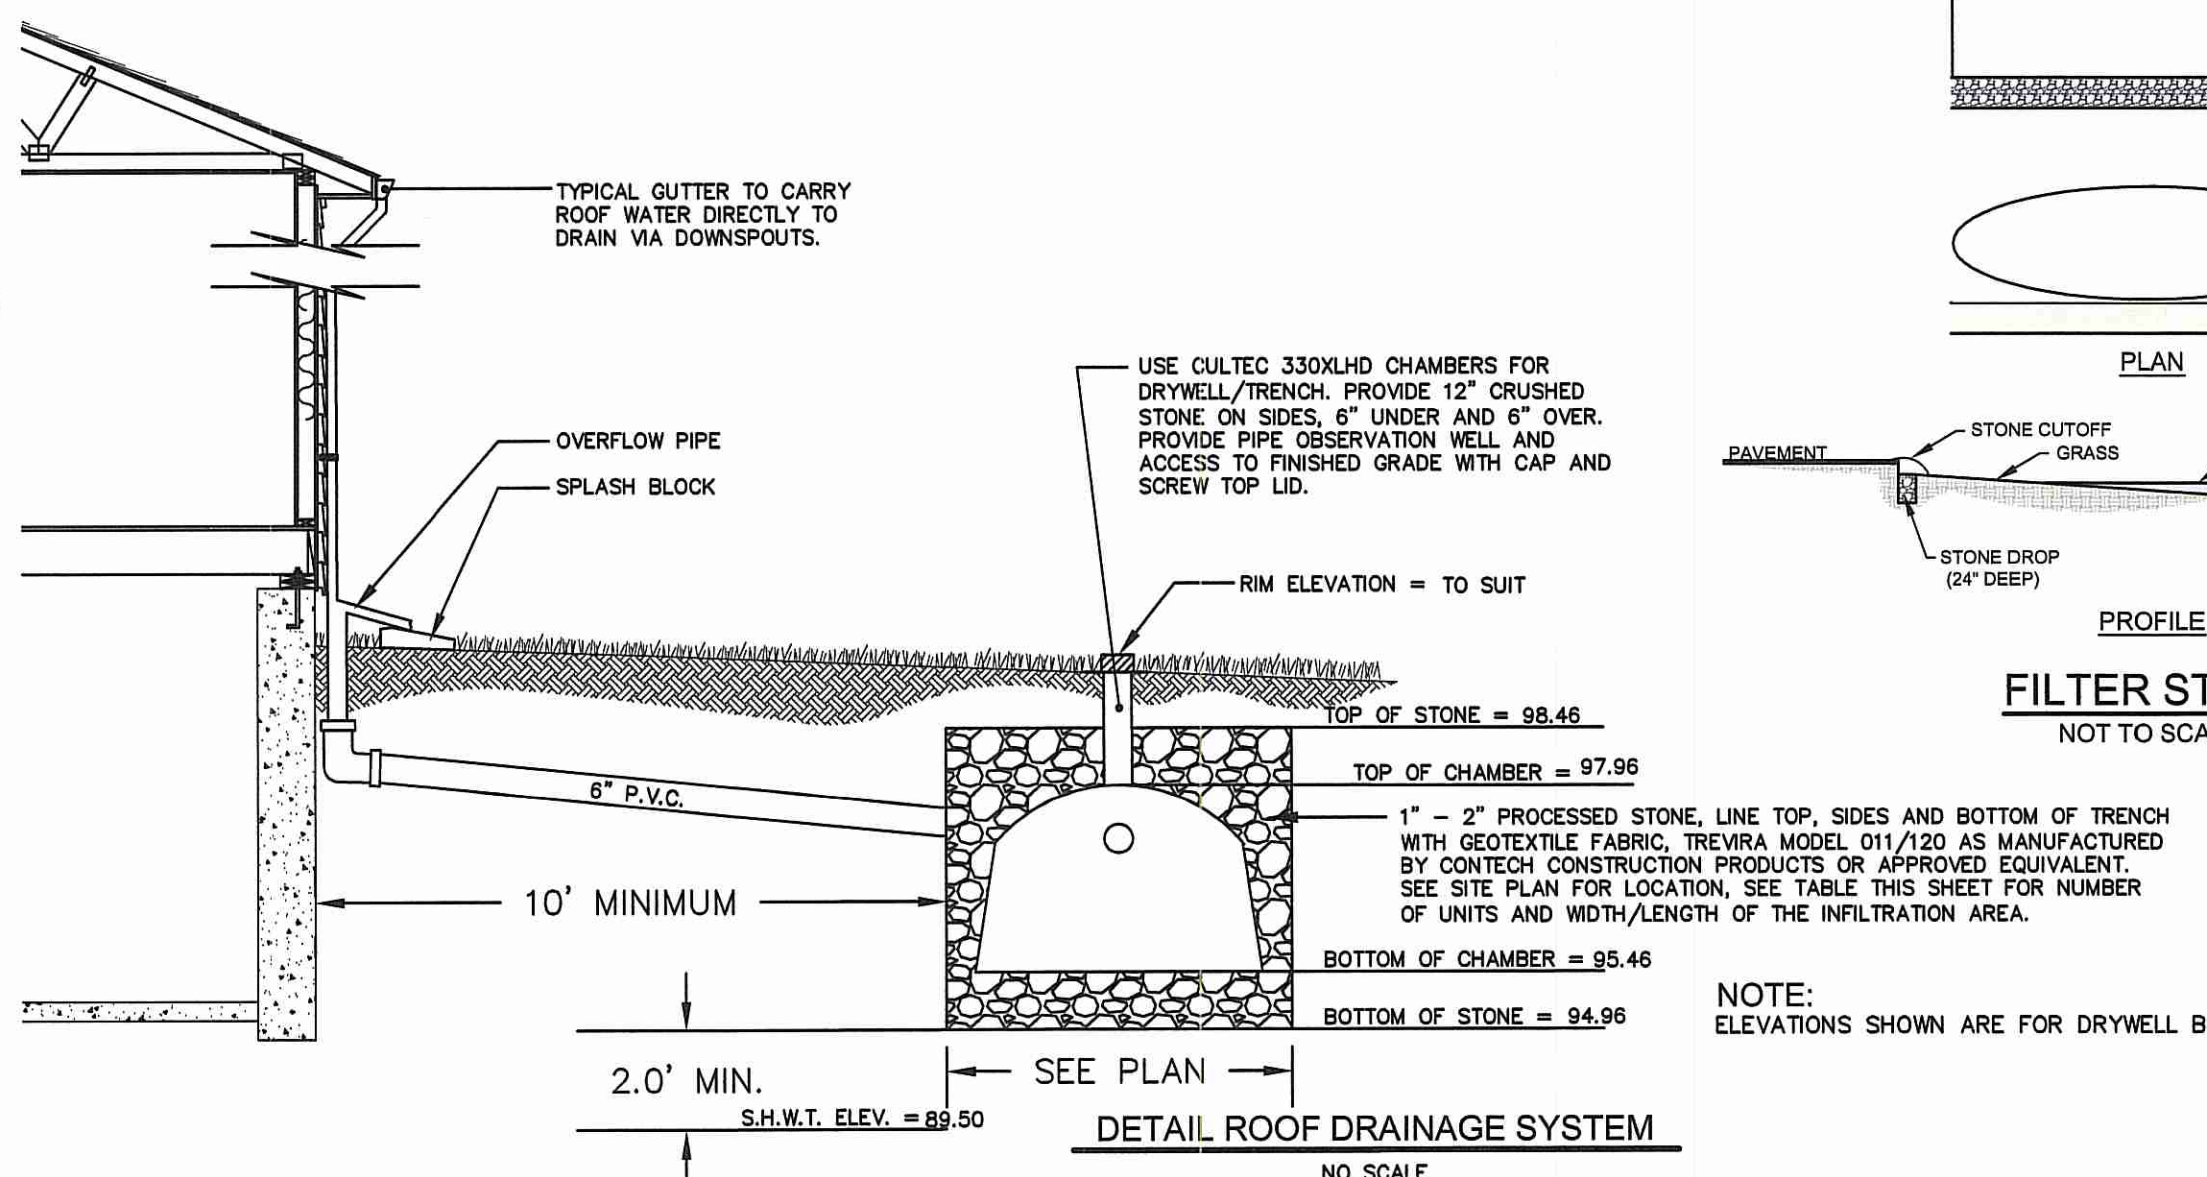 TYPICAL GUTTER TO CARRY
ROOF WATER DIRECTLY TO
DRAIN VIA DOWNSPOUTS.
OVERFLOW PIPE
SPLASH BLOCK
USE CULTEC 330XLHD CHAMBERS FOR
DRYWELL/TRENCH. PROVIDE 12" CRUSHED
STONE ON SIDES, 6" UNDER AND 6" OVER.
PROVIDE PIPE OBSERVATION WELL AND
ACCESS TO FINISHED GRADE WITH CAP AND
SCREW TOP LID.
RIM ELEVATION = TO SUIT
TOP OF STONE = 98.46
TOP OF CHAMBER = 97.96
6" P.V.C.
1" - 2" PROCESSED STONE, LINE TOP, SIDES AND BOTTOM OF TRENCH
WITH GEOTEXTILE FABRIC, TREVIRA MODEL 011/120 AS MANUFACTURED
BY CONTECH CONSTRUCTION PRODUCTS OR APPROVED EQUIVALENT.
SEE SITE PLAN FOR LOCATION, SEE TABLE THIS SHEET FOR NUMBER
OF UNITS AND WIDTH/LENGTH OF THE INFILTRATION AREA.
10' MINIMUM
BOTTOM OF CHAMBER = 95.46
BOTTOM OF STONE = 94.96
2.0' MIN.
S.H.W.T. ELEV. = 89.50
SEE PLAN
DETAIL ROOF DRAINAGE SYSTEM
NO SCALE
PLAN
PAVEMENT
STONE CUTOFF
GRASS
STONE DROP
(24" DEEP)
PROFILE
FILTER ST
NOT TO SCA
NOTE:
ELEVATIONS SHOWN ARE FOR DRYWELL B